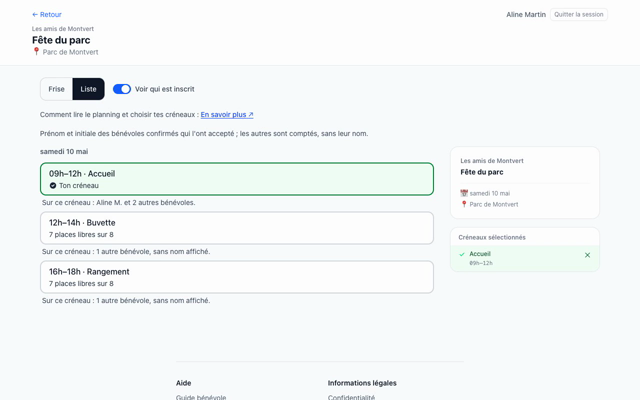 ← Retour
Aline Martin
Quitter la session
Les amis de Montvert
Fête du parc
📍 Parc de Montvert
Frise
Liste
Voir qui est inscrit
Comment lire le planning et choisir tes créneaux : En savoir plus ↗
Prénom et initiale des bénévoles confirmés qui l'ont accepté ; les autres sont comptés, sans leur nom.
samedi 10 mai
09h–12h · Accueil
Ton créneau
Sur ce créneau : Aline M. et 2 autres bénévoles.
12h–14h · Buvette
7 places libres sur 8
Sur ce créneau : 1 autre bénévole, sans nom affiché.
16h–18h · Rangement
7 places libres sur 8
Sur ce créneau : 1 autre bénévole, sans nom affiché.
Les amis de Montvert
Fête du parc
📅 samedi 10 mai
📍 Parc de Montvert
Créneaux sélectionnés
✓ Accueil ✕
09h–12h
Aide
Informations légales
Guide bénévole
Confidentialité